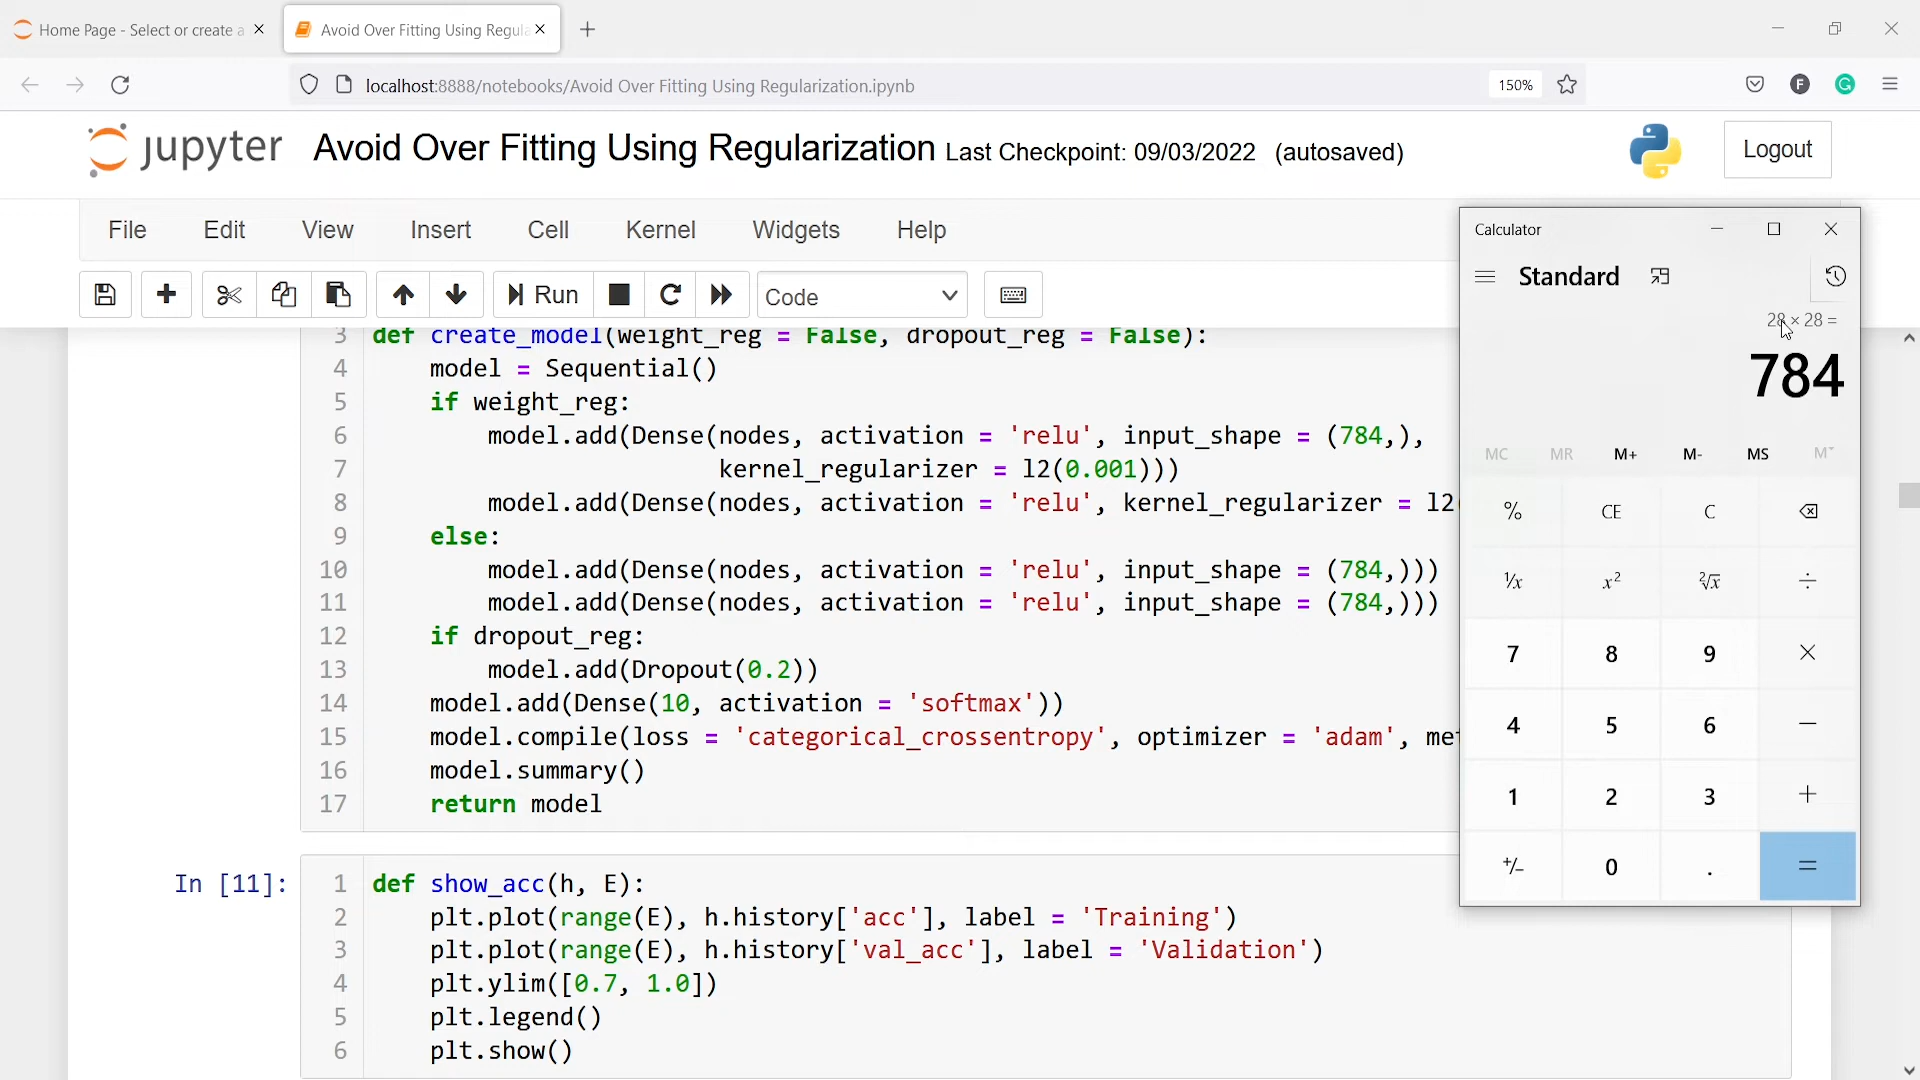 Home Page - Select or create a
Avoid Over Fitting Using Regula
localhost:8888/notebooks/Avoid Over Fitting Using Regularization.ipynb
150%
F
G
jupyter Avoid Over Fitting Using Regularization Last Checkpoint: 09/03/2022 (autosaved)
Logout
File Edit View Insert Cell Kernel Widgets Help
Run
Code
3 def create_model(weight_reg = False, dropout_reg = False):
4 model = Sequential()
5 if weight_reg:
6 model.add(Dense(nodes, activation = 'relu', input_shape = (784,),
7 kernel_regularizer = l2(0.001)))
8 model.add(Dense(nodes, activation = 'relu', kernel_regularizer = l2(
9 else:
10 model.add(Dense(nodes, activation = 'relu', input_shape = (784,)))
11 model.add(Dense(nodes, activation = 'relu', input_shape = (784,)))
12 if dropout_reg:
13 model.add(Dropout(0.2))
14 model.add(Dense(10, activation = 'softmax'))
15 model.compile(loss = 'categorical_crossentropy', optimizer = 'adam', me
16 model.summary()
17 return model
In [11]:
1 def show_acc(h, E):
2 plt.plot(range(E), h.history['acc'], label = 'Training')
3 plt.plot(range(E), h.history['val_acc'], label = 'Validation')
4 plt.ylim([0.7, 1.0])
5 plt.legend()
6 plt.show()
Calculator
Standard
28 × 28 =
784
MC MR M+ M- MS M˅
% CE C
¹/x x² ²√x ÷
7 8 9 ×
4 5 6 −
1 2 3 +
+/− 0 . =